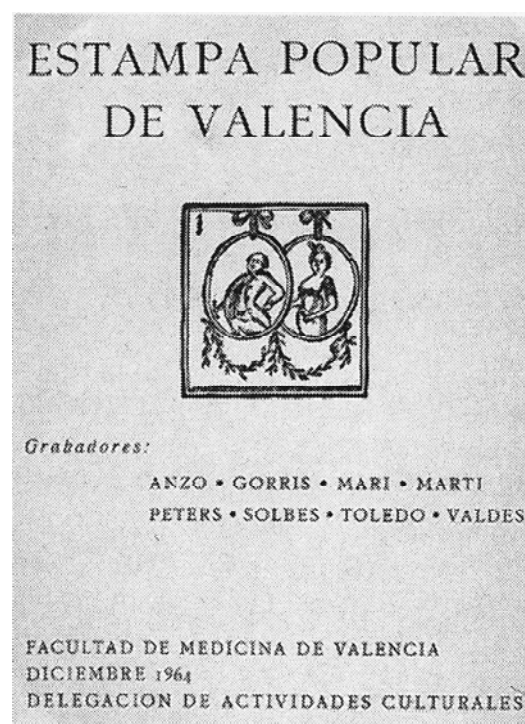 ESTAMPA POPULAR
DE VALENCIA
1
Grabadores:
ANZO • GORRIS • MARI • MARTI
PETERS • SOLBES • TOLEDO • VALDES
FACULTAD DE MEDICINA DE VALENCIA
DICIEMBRE 1964
DELEGACION DE ACTIVIDADES CULTURALES